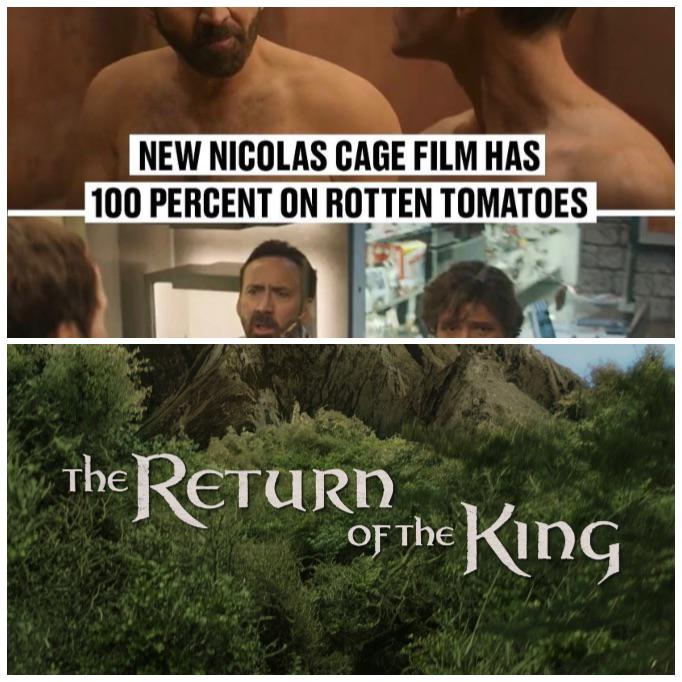 NEW NICOLAS CAGE FILM HAS
100 PERCENT ON ROTTEN TOMATOES
THE RETURN
OF THE KING